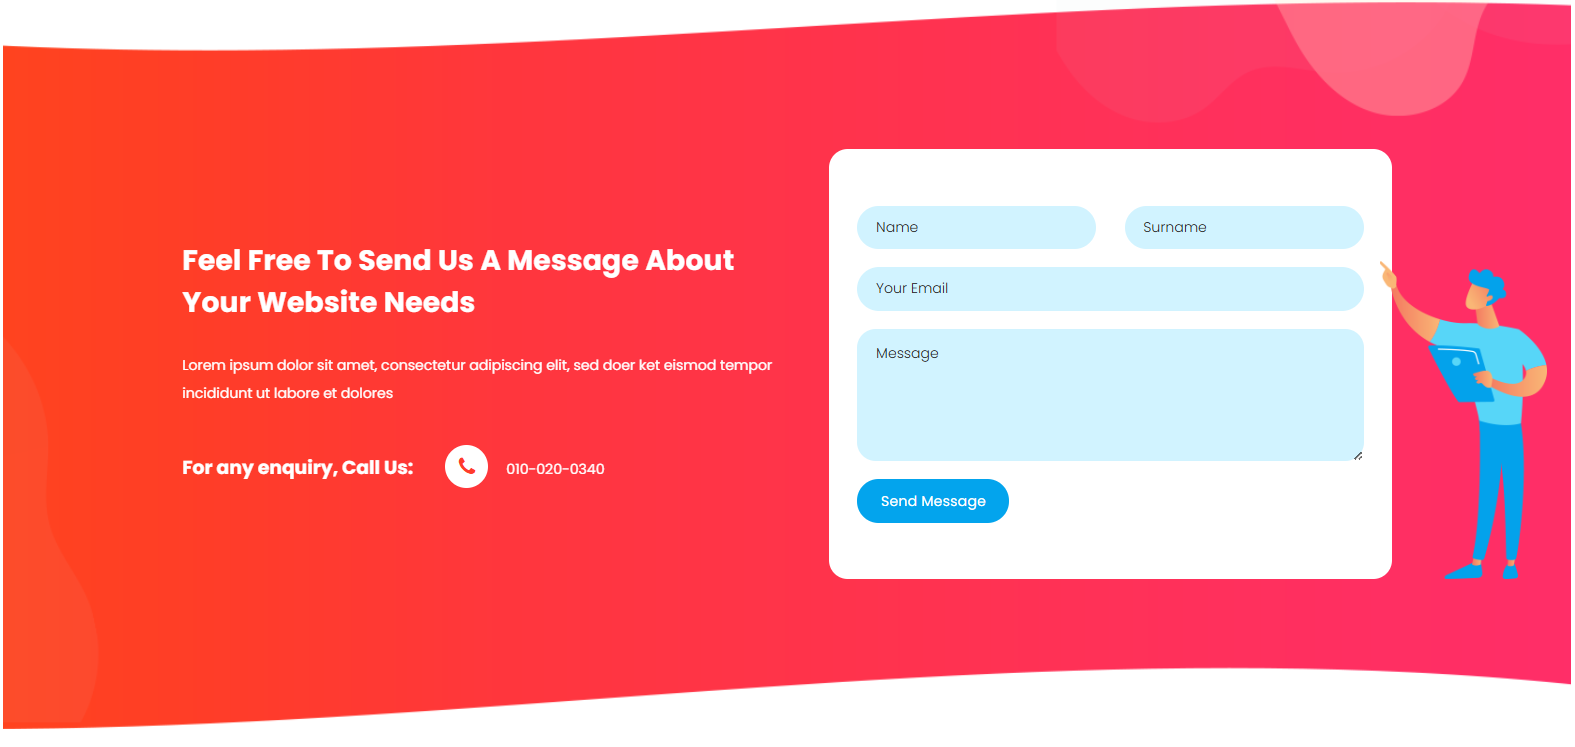 Feel Free To Send Us A Message About
Your Website Needs
Lorem ipsum dolor sit amet, consectetur adipiscing elit, sed doer ket eismod tempor
incididunt ut labore et dolores
For any enquiry, Call Us:
010-020-0340
Name
Surname
Your Email
Message
Send Message